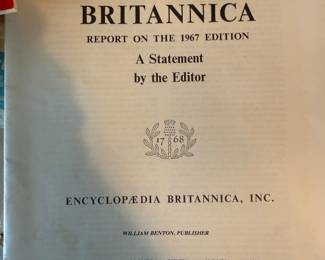 BRITANNICA
REPORT ON THE 1967 EDITION
A Statement
by the Editor
17 68
ENCYCLOPÆDIA BRITANNICA, INC.
WILLIAM BENTON, PUBLISHER